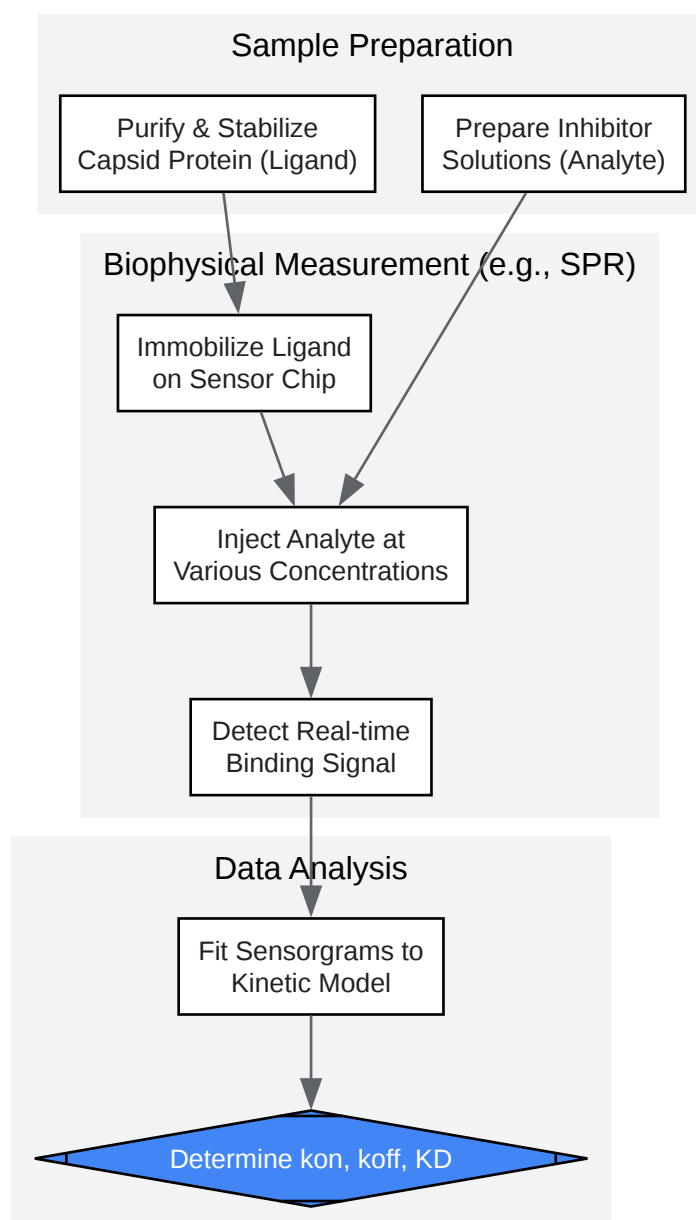 Sample Preparation
Purify & Stabilize
Capsid Protein (Ligand)
Prepare Inhibitor
Solutions (Analyte)
Biophysical Measurement (e.g., SPR)
Immobilize Ligand
on Sensor Chip
Inject Analyte at
Various Concentrations
Detect Real-time
Binding Signal
Data Analysis
Fit Sensorgrams to
Kinetic Model
Determine kon, koff, KD